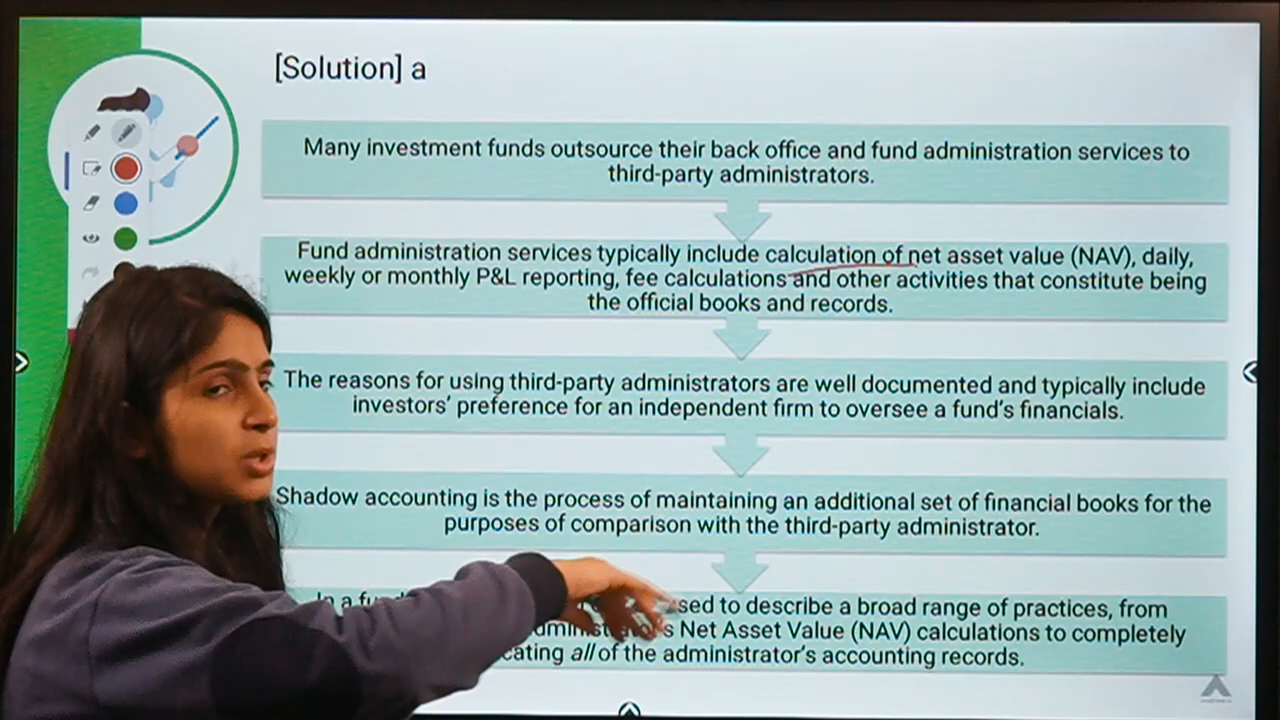 [Solution] a
Many investment funds outsource their back office and fund administration services to
third-party administrators.
Fund administration services typically include calculation of net asset value (NAV), daily,
weekly or monthly P&L reporting, fee calculations and other activities that constitute being
the official books and records.
The reasons for using third-party administrators are well documented and typically include
investors' preference for an independent firm to oversee a fund's financials.
Shadow accounting is the process of maintaining an additional set of financial books for the
purposes of comparison with the third-party administrator.
In a to describe a broad range of practices, from
Net Asset Value (NAV) calculations to completely
all of the administrator's accounting records.